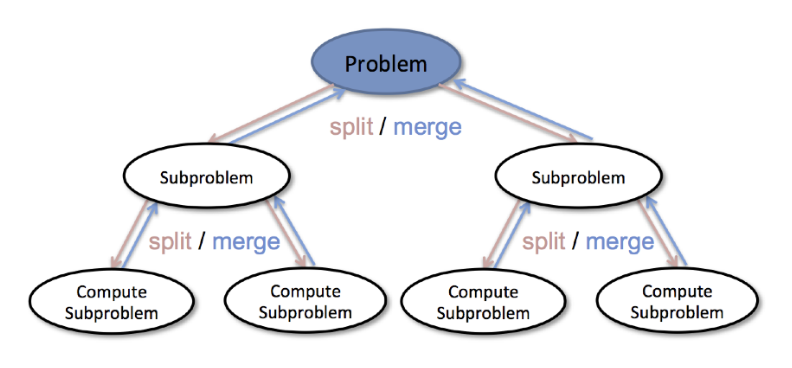 Problem
split / merge
Subproblem
Subproblem
split / merge
split / merge
Compute
Subproblem
Compute
Subproblem
Compute
Subproblem
Compute
Subproblem